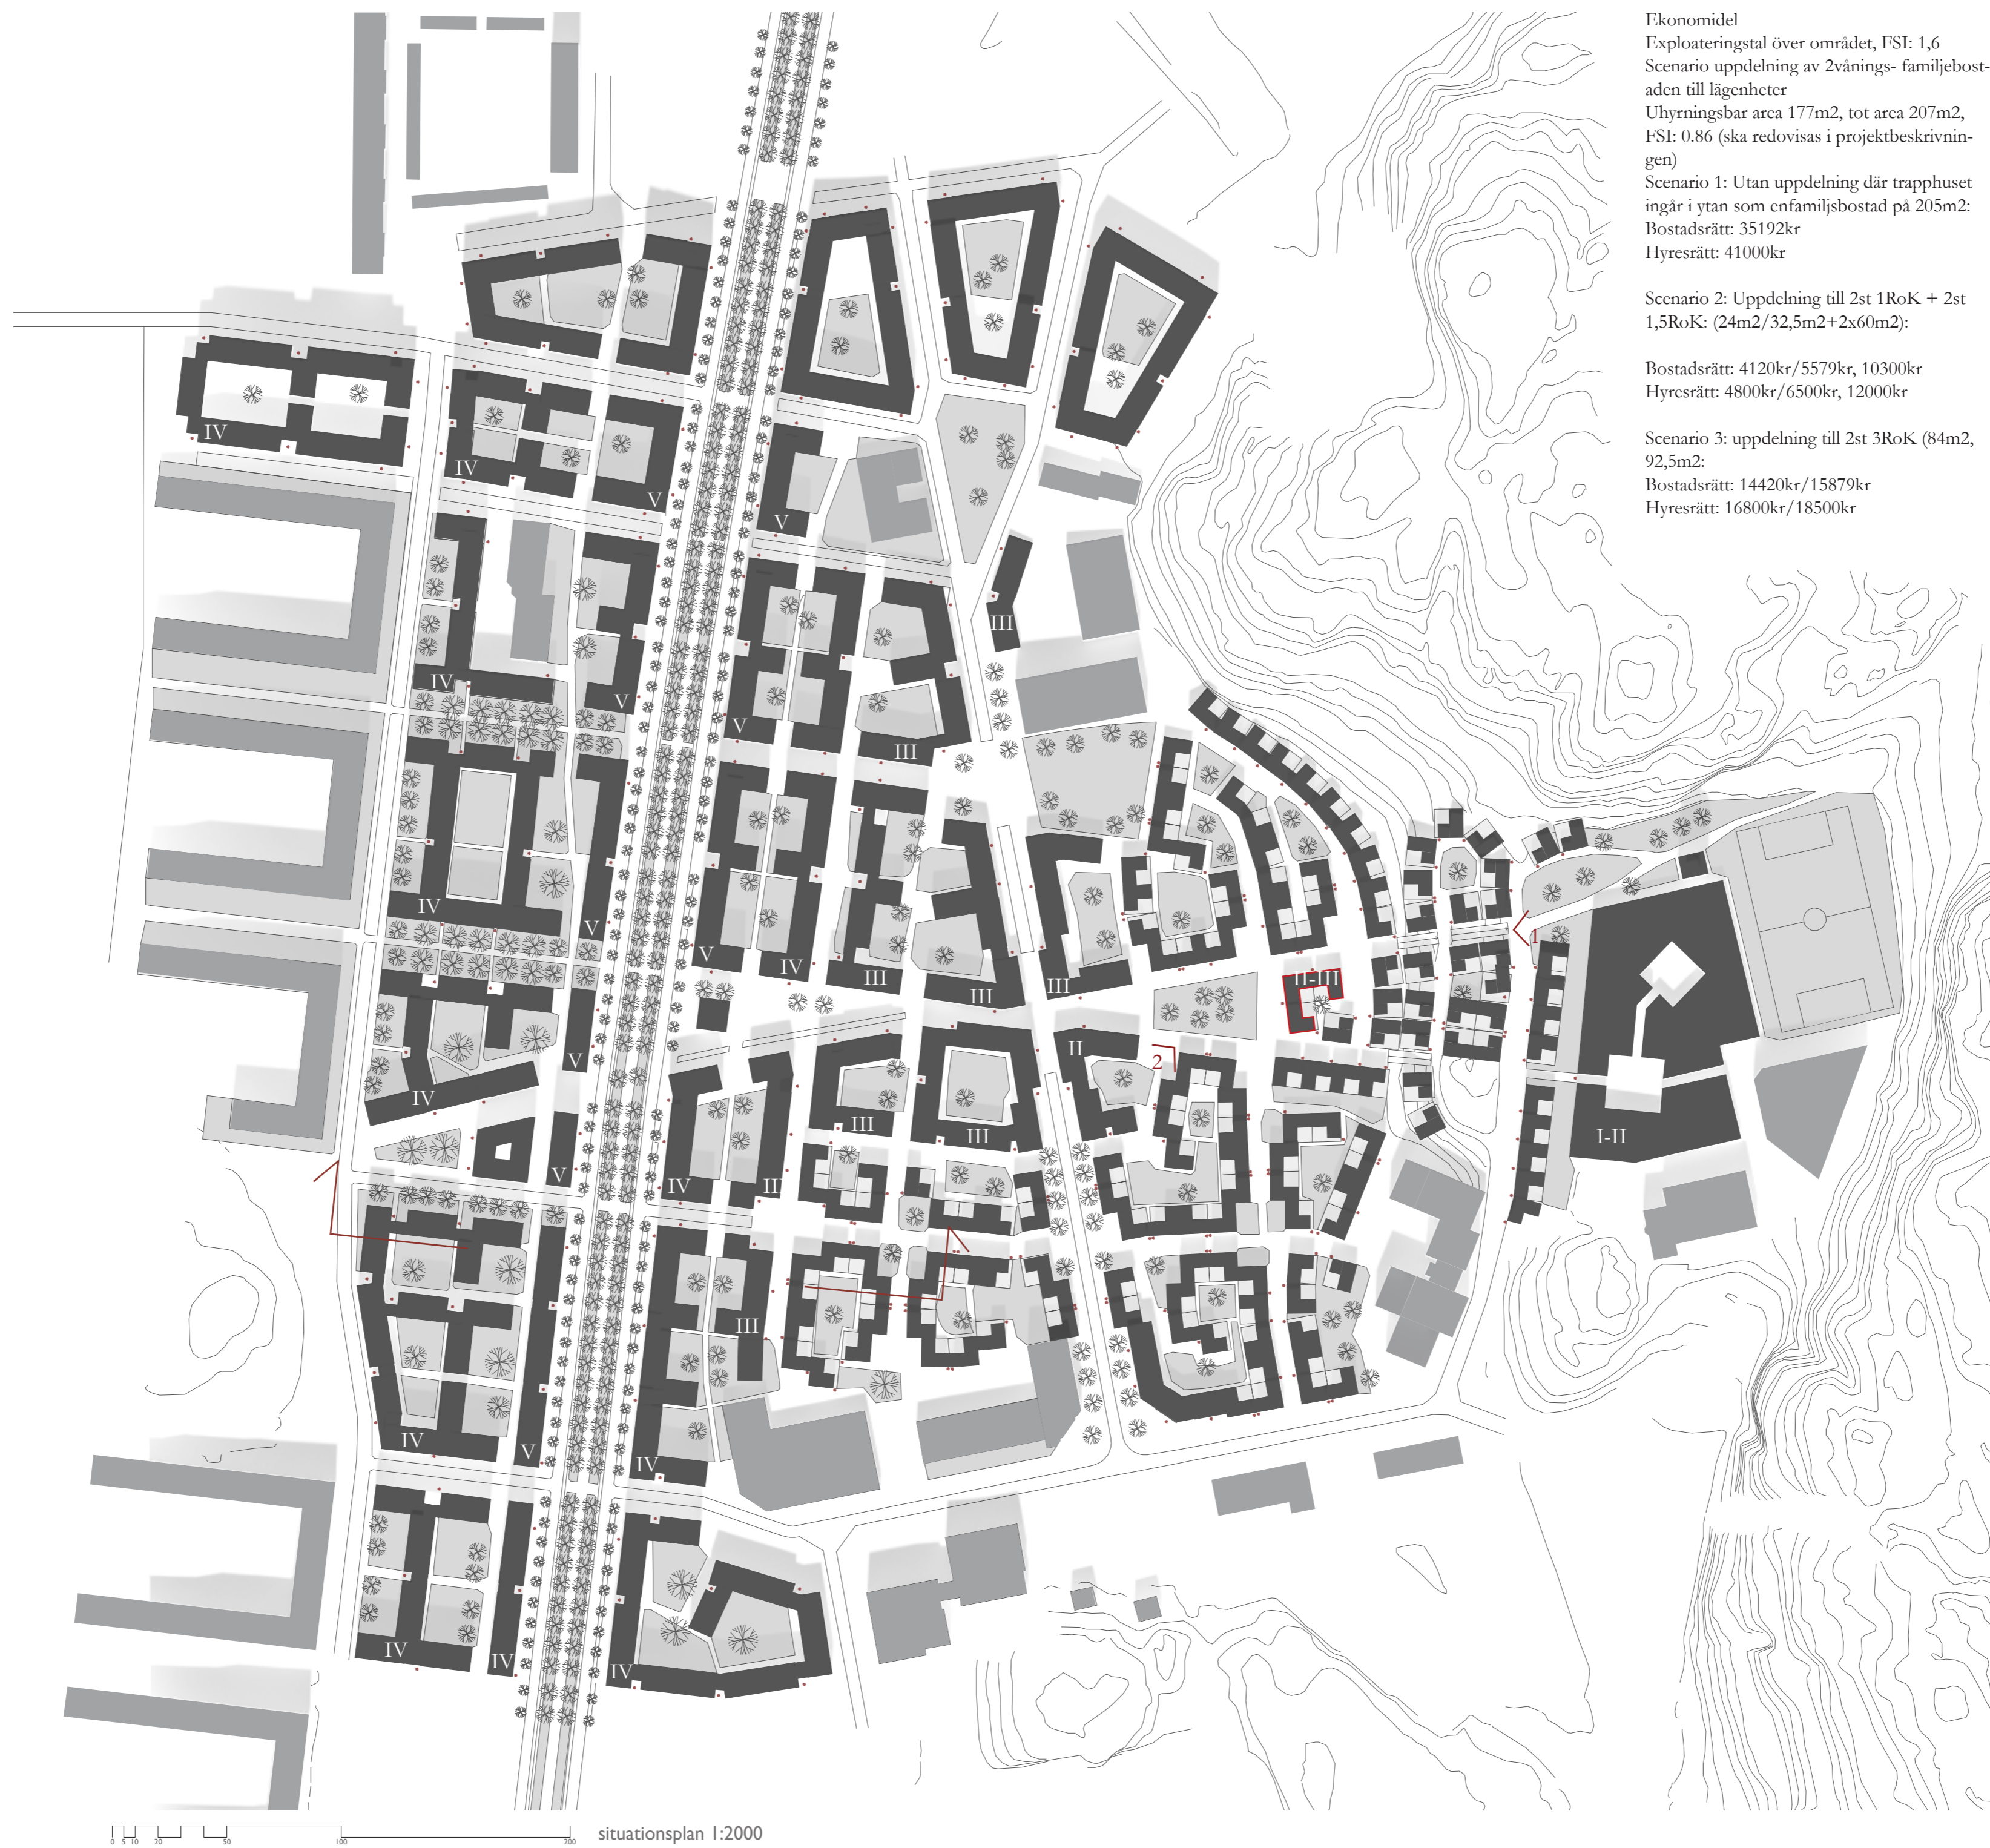 Ekonomidel
Exploateringstal över området, FSI: 1,6
Scenario uppdelning av 2vånings- familjebost-
aden till lägenheter
Uhyrningsbar area 177m2, tot area 207m2,
FSI: 0.86 (ska redovisas i projektbeskrivnin-
gen)
Scenario 1: Utan uppdelning där trapphuset
ingår i ytan som enfamiljsbostad på 205m2:
Bostadsrätt: 35192kr
Hyresrätt: 41000kr
Scenario 2: Uppdelning till 2st 1RoK + 2st
1,5RoK: (24m2/32,5m2+2x60m2):
Bostadsrätt: 4120kr/5579kr, 10300kr
Hyresrätt: 4800kr/6500kr, 12000kr
Scenario 3: uppdelning till 2st 3RoK (84m2,
92,5m2:
Bostadsrätt: 14420kr/15879kr
Hyresrätt: 16800kr/18500kr
IV
IV
V
V
III
IV
V
V
III
IV
V
V
IV
III
III
III
II-III
1
II
2
V
IV
III
III
I-II
V
IV
III
III
IV
V
IV
IV
IV
IV
0 5 10 20 50 100 200
situationsplan 1:2000